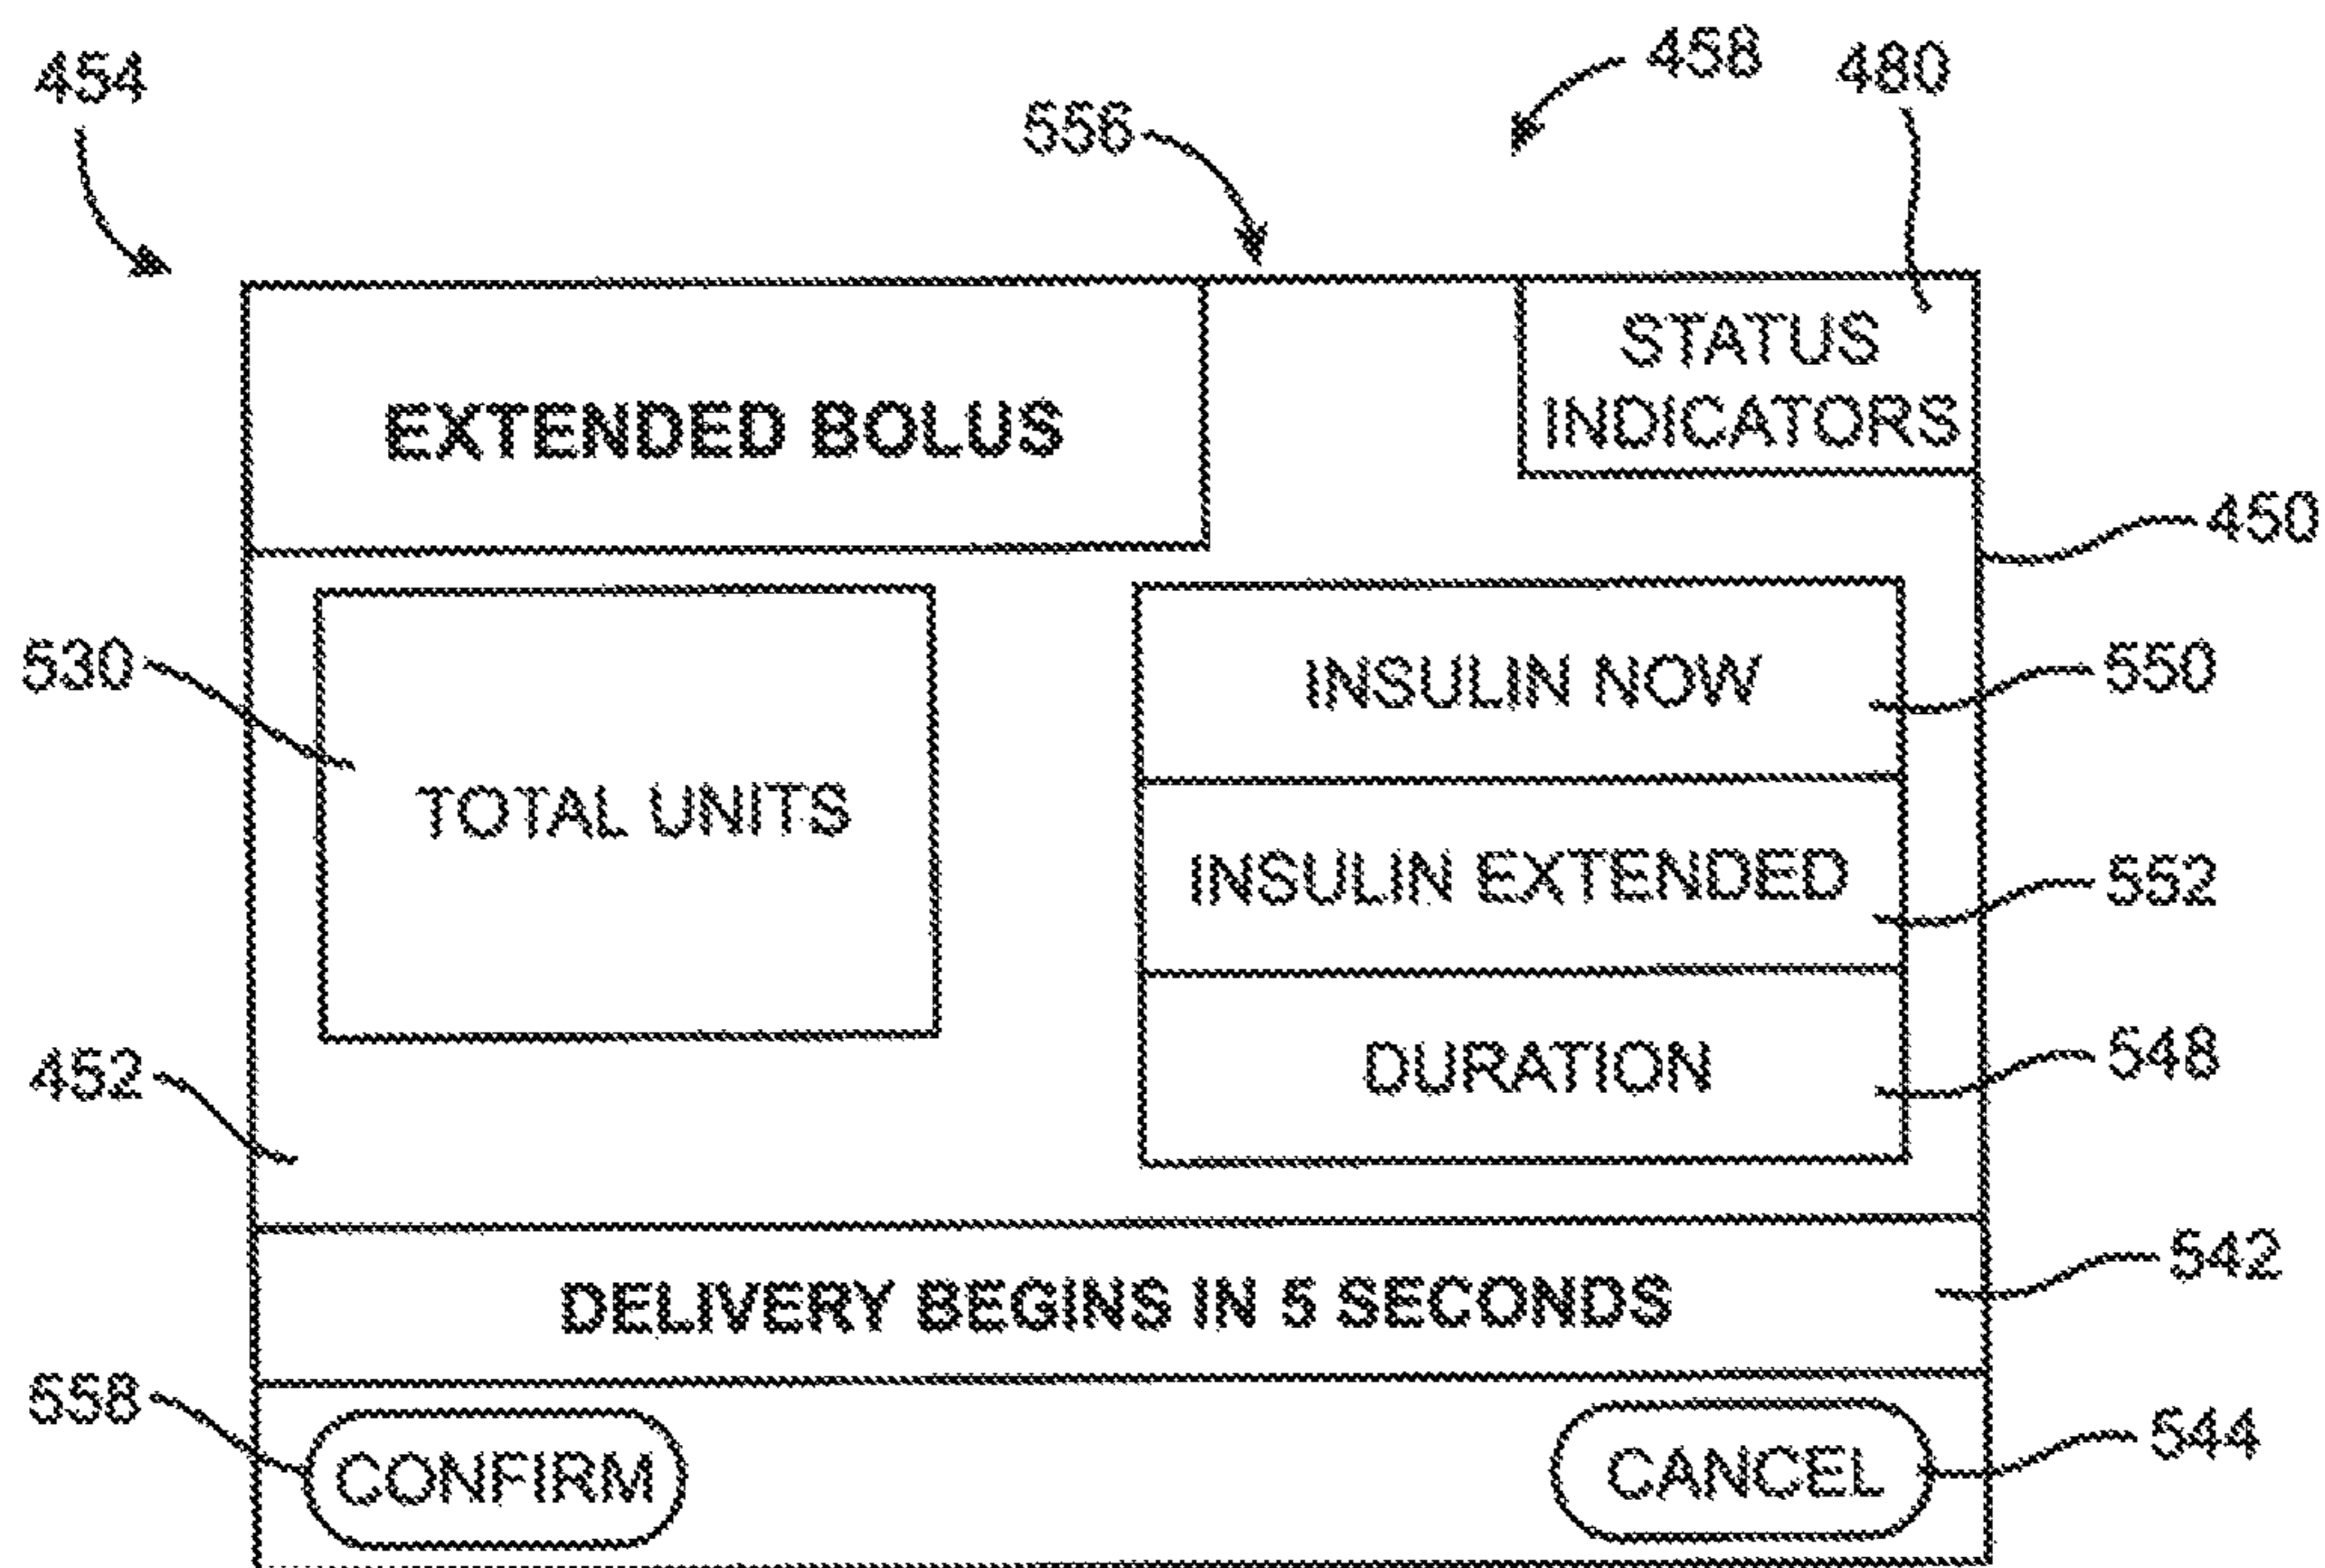 454
556
458
480
EXTENDED BOLUS
STATUS
INDICATORS
450
530
TOTAL UNITS
INSULIN NOW
550
INSULIN EXTENDED
552
452
DURATION
548
DELIVERY BEGINS IN 5 SECONDS
542
558
CONFIRM
CANCEL
544